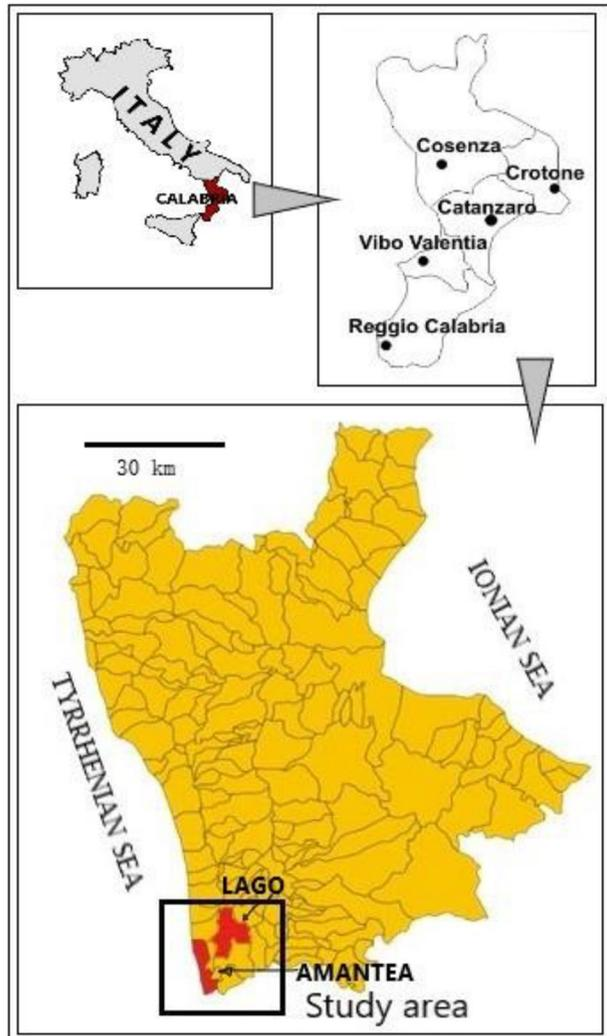 ITALY
CALABRIA
Cosenza
Crotone
Catanzaro
Vibo Valentia
Reggio Calabria
30 km
IONIAN SEA
TYRRHENIAN SEA
LAGO
AMANTEA
Study area